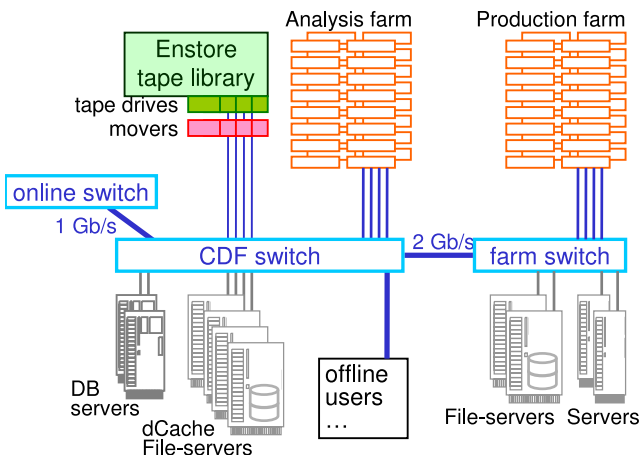 Analysis farm
Production farm
Enstore
tape library
tape drives
movers
online switch
1 Gb/s
CDF switch
2 Gb/s
farm switch
DB
servers
dCache
File-servers
offline
users
...
File-servers
Servers